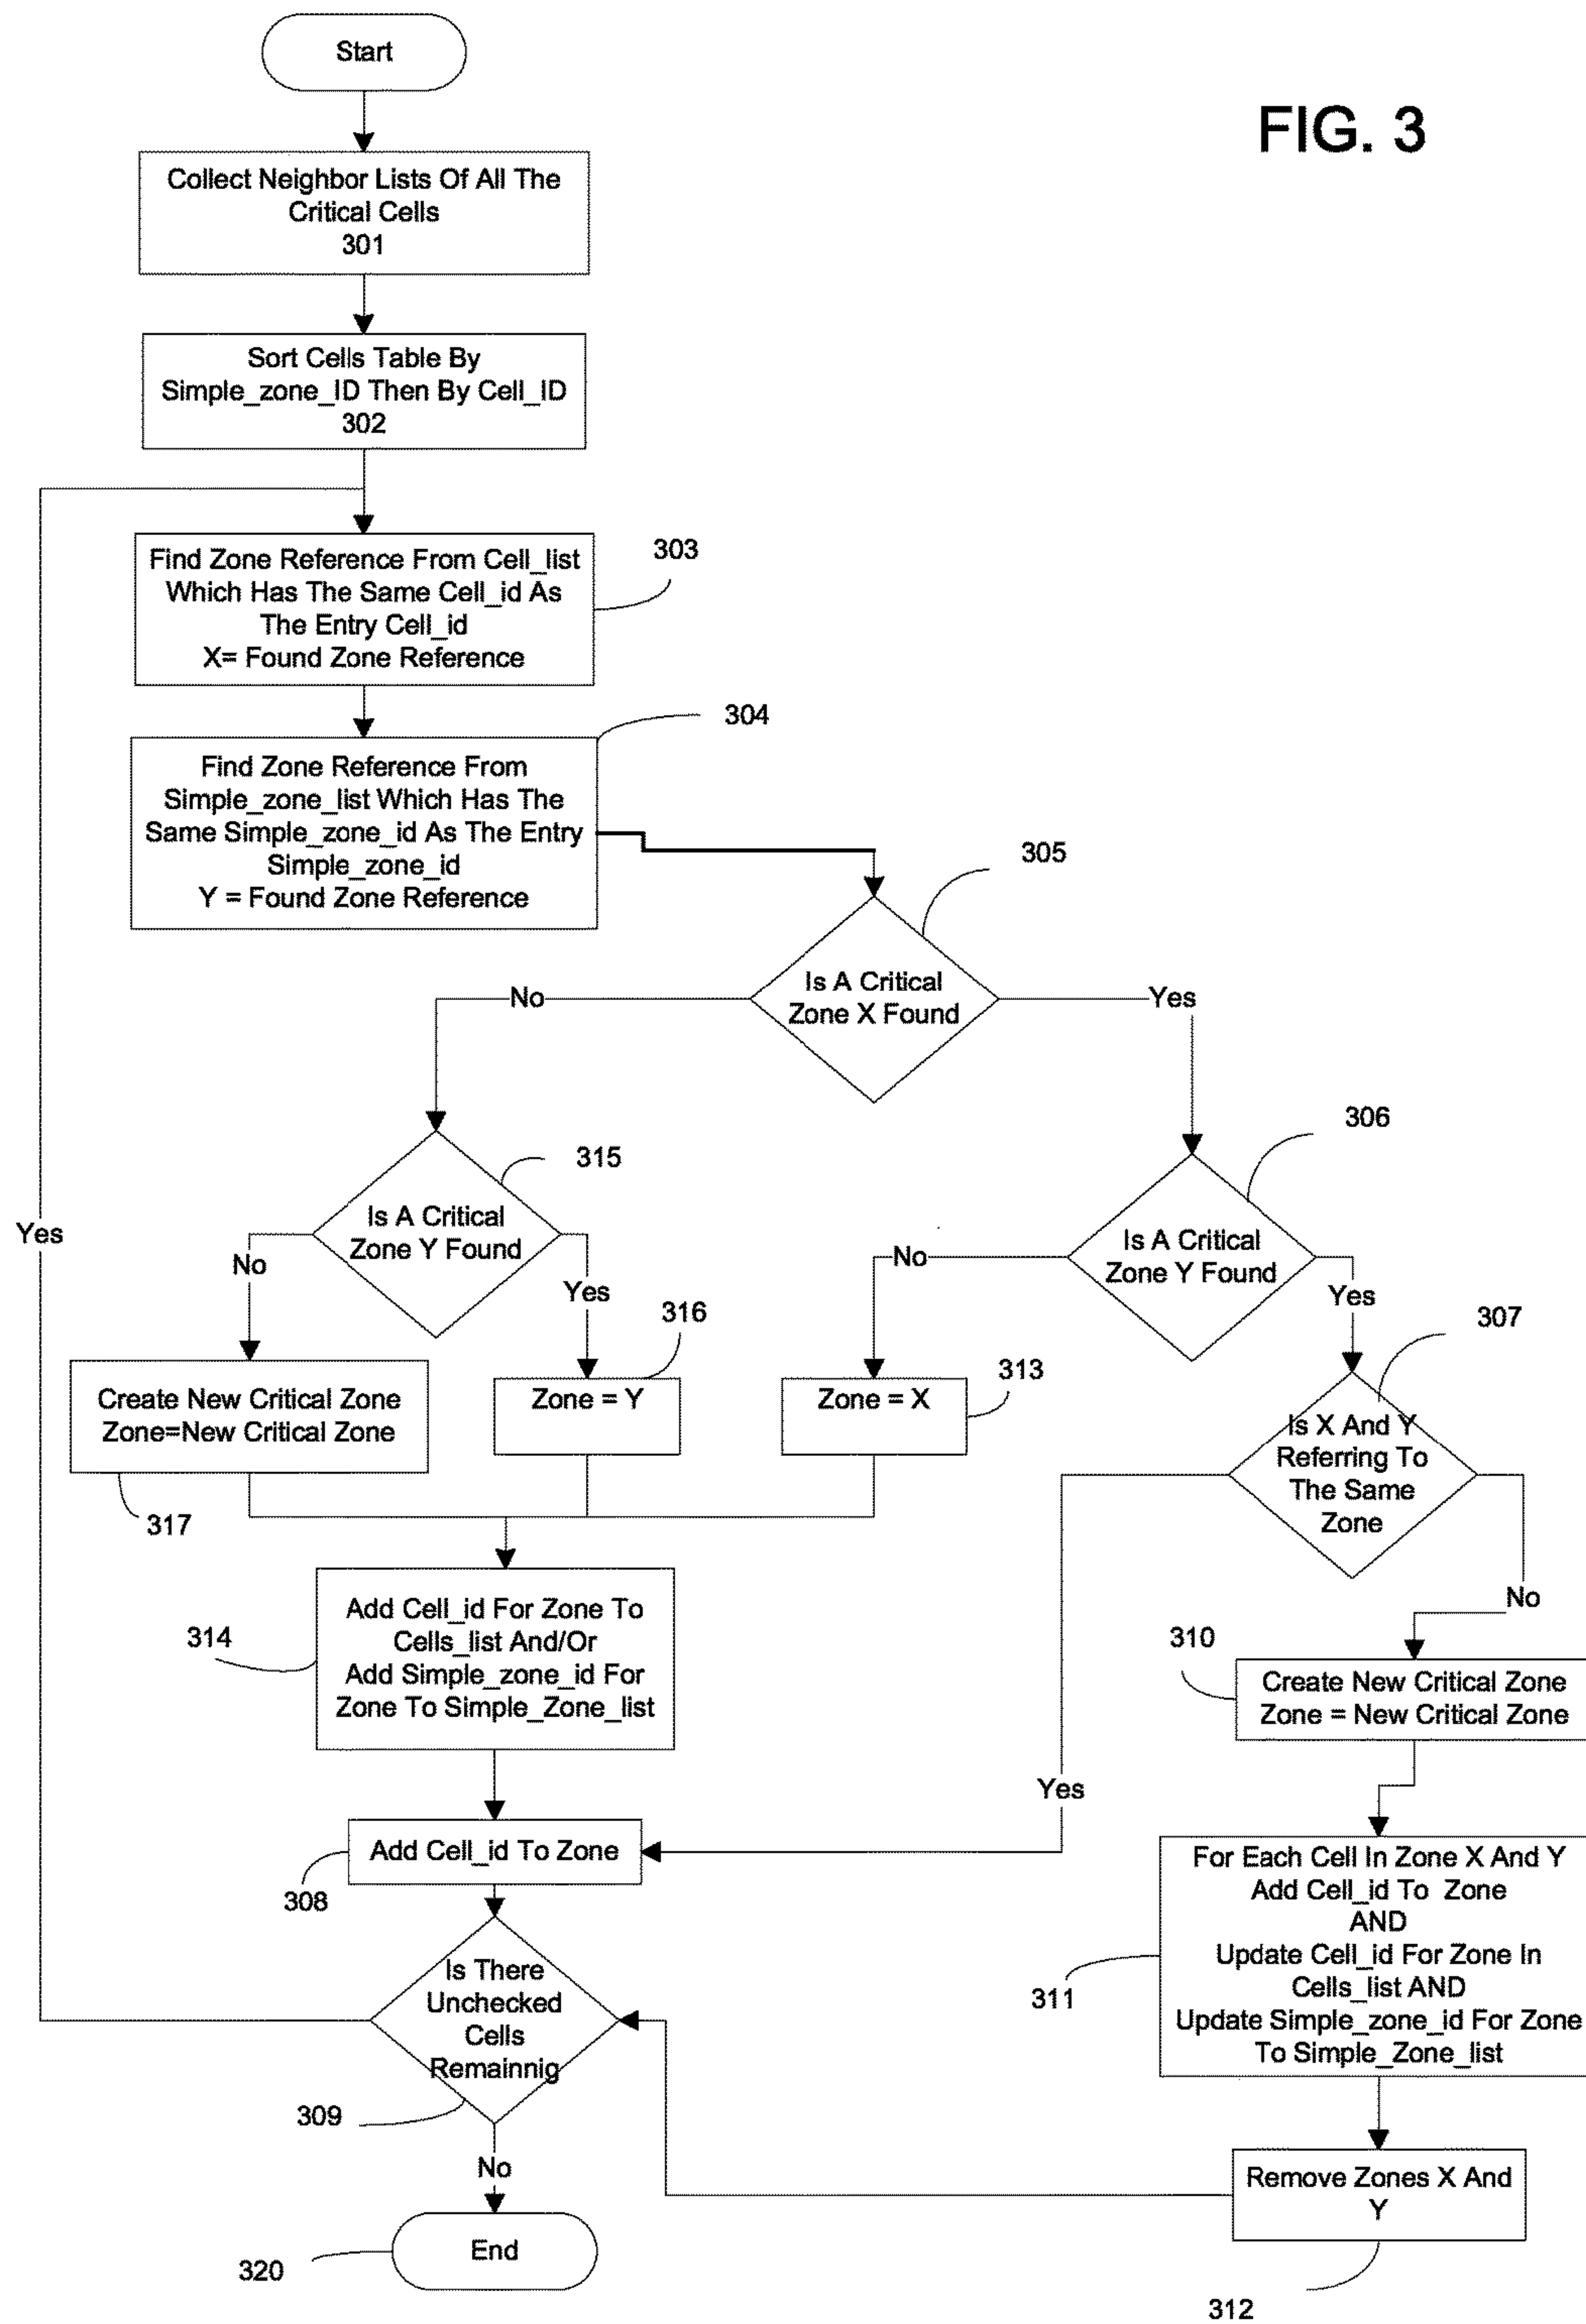 Start
FIG. 3
Collect Neighbor Lists Of All The
Critical Cells
301
Sort Cells Table By
Simple_zone_ID Then By Cell_ID
302
Find Zone Reference From Cell_list
Which Has The Same Cell_id As
The Entry Cell_id
X= Found Zone Reference
303
304
Find Zone Reference From
Simple_zone_list Which Has The
Same Simple_zone_id As The Entry
Simple_zone_id
Y = Found Zone Reference
305
Is A Critical
Zone X Found
No
Yes
315
Is A Critical
Zone Y Found
306
Is A Critical
Zone Y Found
Yes
No
Yes
No
Yes
316
307
Create New Critical Zone
Zone=New Critical Zone
317
Zone = Y
Zone = X
313
Is X And Y
Referring To
The Same
Zone
No
Yes
314
Add Cell_id For Zone To
Cells_list And/Or
Add Simple_zone_id For
Zone To Simple_Zone_list
310
Create New Critical Zone
Zone = New Critical Zone
Add Cell_id To Zone
308
For Each Cell In Zone X And Y
Add Cell_id To Zone
AND
Update Cell_id For Zone In
Cells_list AND
Update Simple_zone_id For Zone
To Simple_Zone_list
311
Is There
Unchecked
Cells
Remainnig
309
No
Remove Zones X And
Y
312
End
320